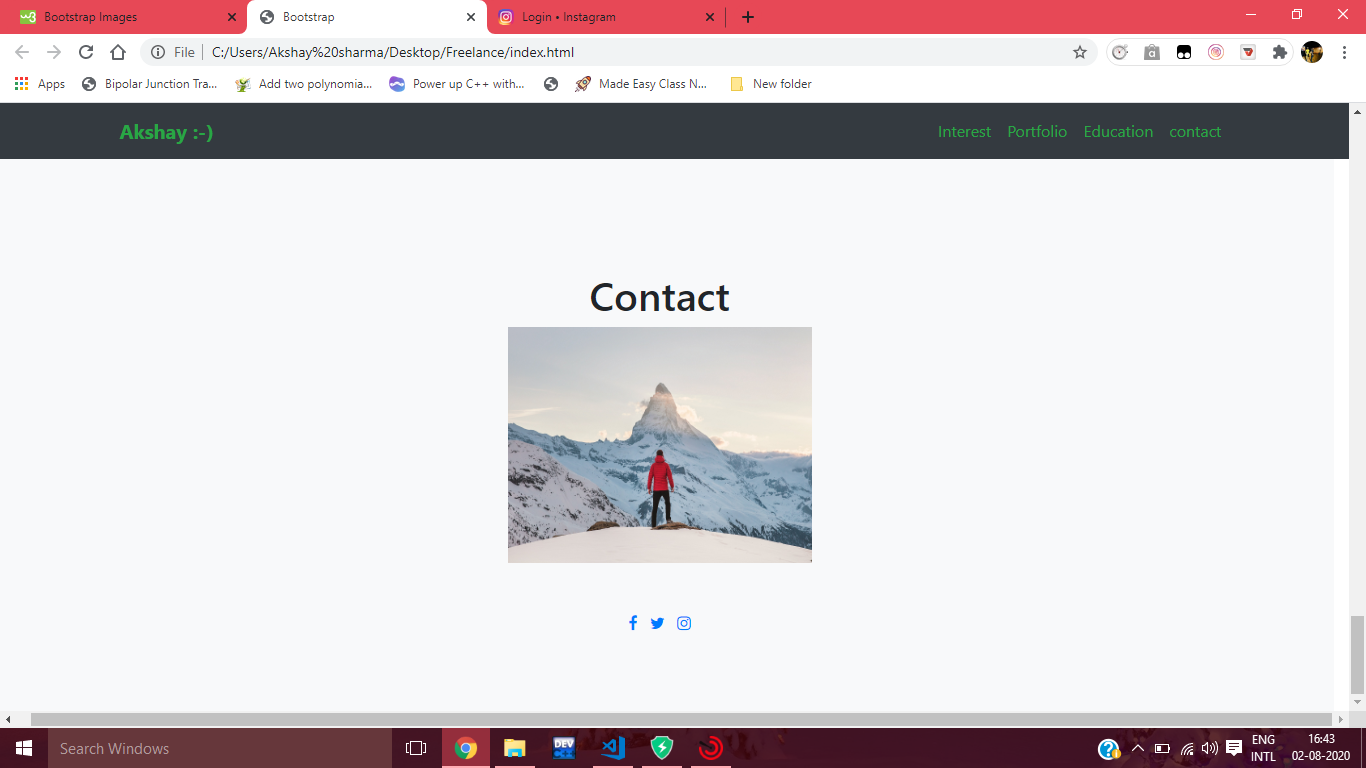 Bootstrap Images
Bootstrap
Login • Instagram
File
C:/Users/Akshay%20sharma/Desktop/Freelance/index.html
Apps
Bipolar Junction Tra...
Add two polynomia...
Power up C++ with...
Made Easy Class N...
New folder
Akshay :-)
Interest
Portfolio
Education
contact
Contact
Search Windows
DEV
ENG
INTL
16:43
02-08-2020